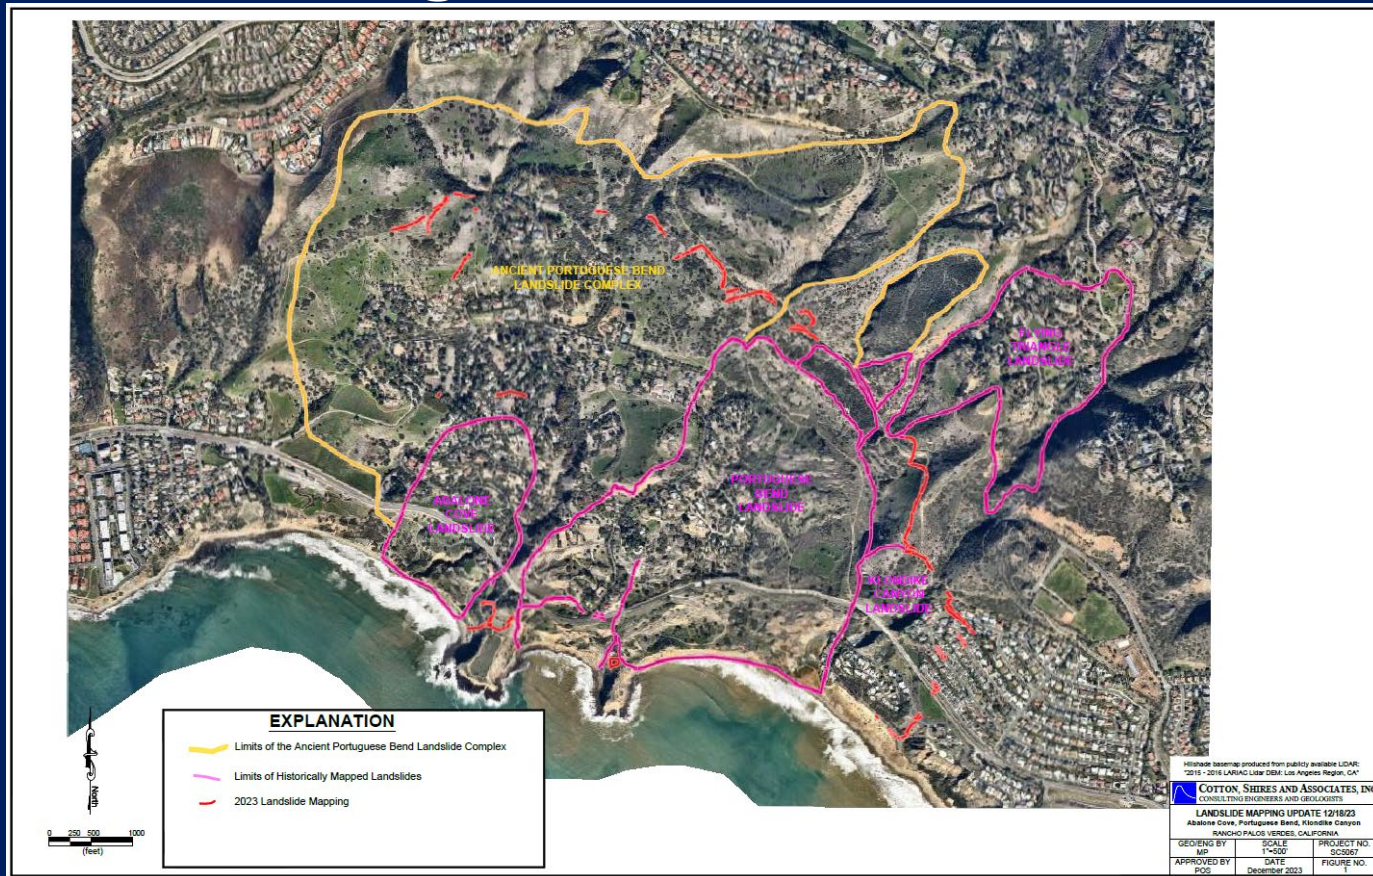 ANCIENT PORTUGUESE BEND
LANDSLIDE COMPLEX
FLYING
TRIANGLE
LANDSLIDE
ABALONE
COVE
LANDSLIDE
PORTUGUESE
BEND
LANDSLIDE
KLONDIKE
CANYON
LANDSLIDE
EXPLANATION
Limits of the Ancient Portuguese Bend Landslide Complex
Limits of Historically Mapped Landslides
2023 Landslide Mapping
North
0 250 500 1000
(feet)
Hillshade basemap produced from publicly available LIDAR:
"2015 - 2016 LARIAC Lidar DEM: Los Angeles Region, CA"
COTTON, SHIRES AND ASSOCIATES, INC
CONSULTING ENGINEERS AND GEOLOGISTS
LANDSLIDE MAPPING UPDATE 12/18/23
Abalone Cove, Portuguese Bend, Klondike Canyon
RANCHO PALOS VERDES, CALIFORNIA
GEO/ENG BY SCALE PROJECT NO.
MP 1"=500' SC5067
APPROVED BY DATE FIGURE NO.
POS December 2023 1